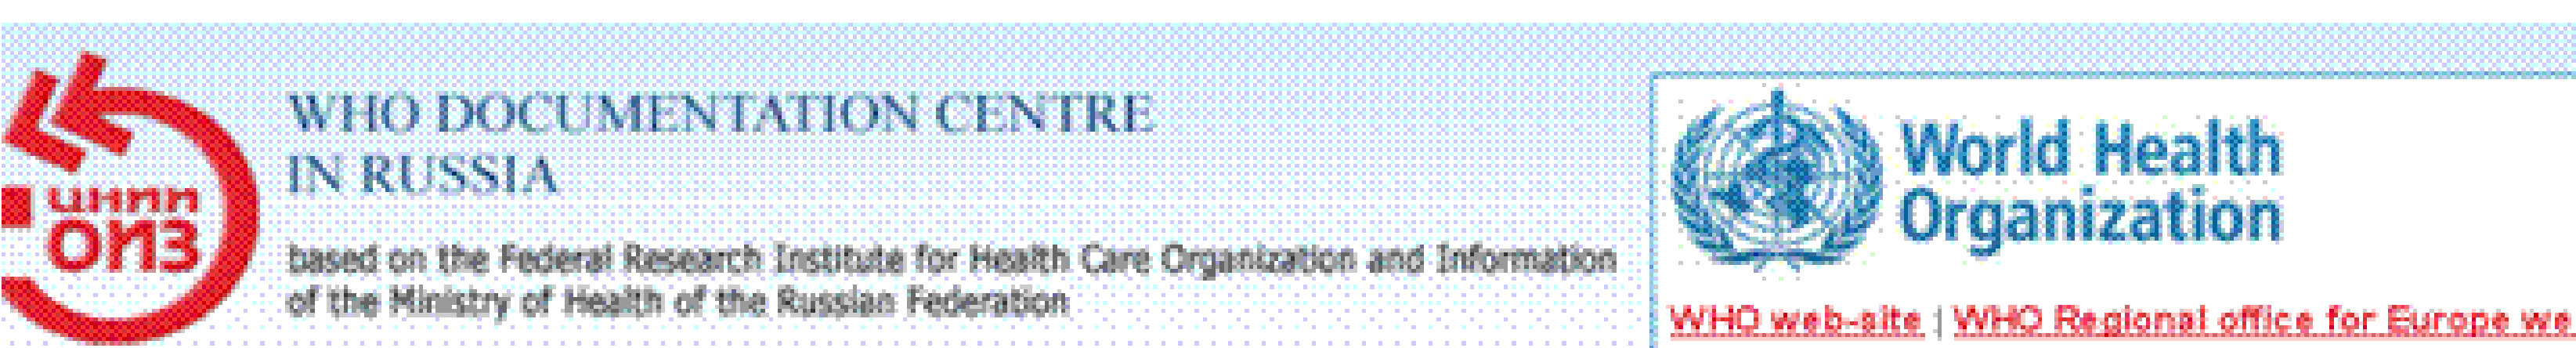 цнии
ОИЗ
WHO DOCUMENTATION CENTRE
IN RUSSIA
based on the Federal Research Institute for Health Care Organization and Information
of the Ministry of Health of the Russian Federation
World Health
Organization
WHO web-site | WHO Regional office for Europe we